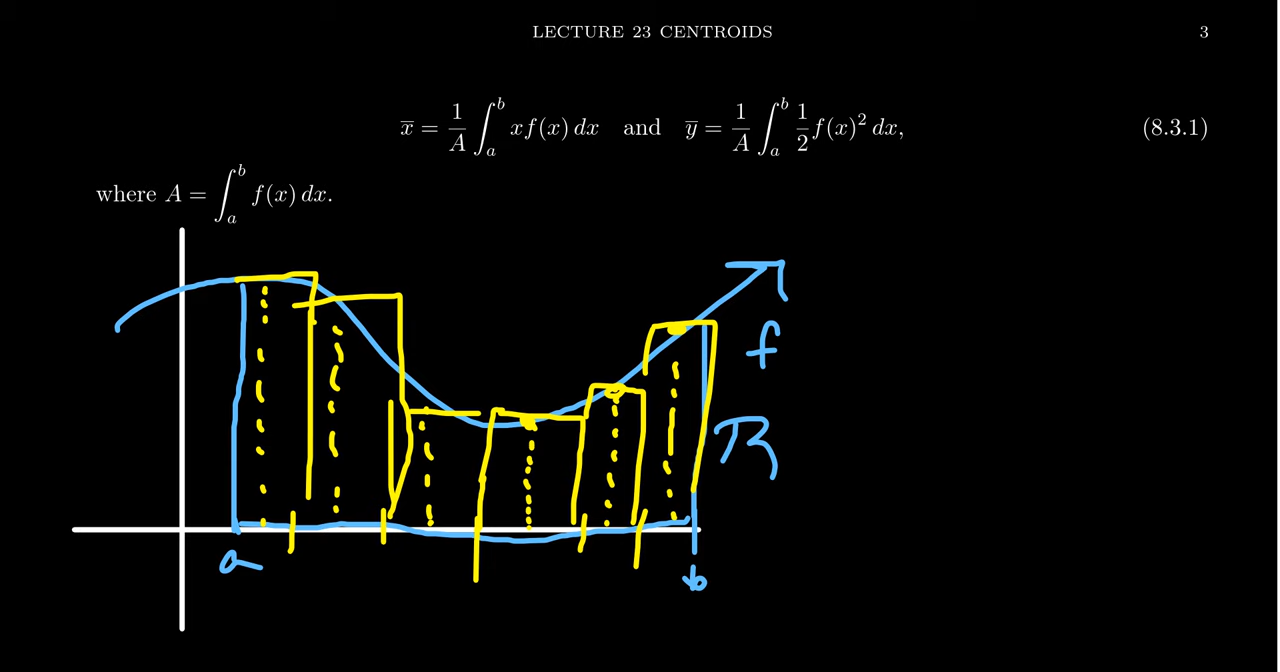 LECTURE 23 CENTROIDS 3
x̄ = 1/A ∫_a^b xf(x) dx and ȳ = 1/A ∫_a^b 1/2 f(x)² dx, (8.3.1)
where A = ∫_a^b f(x) dx.
f
R
a b